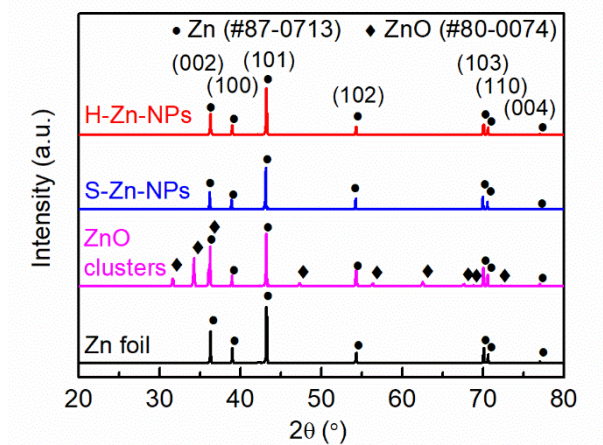 ● Zn (#87-0713) ◆ ZnO (#80-0074)
(002)
(100)
(101)
(102)
(103)
(110)
(004)
H-Zn-NPs
S-Zn-NPs
ZnO
clusters
Zn foil
Intensity (a.u.)
20 30 40 50 60 70 80
2θ (°)